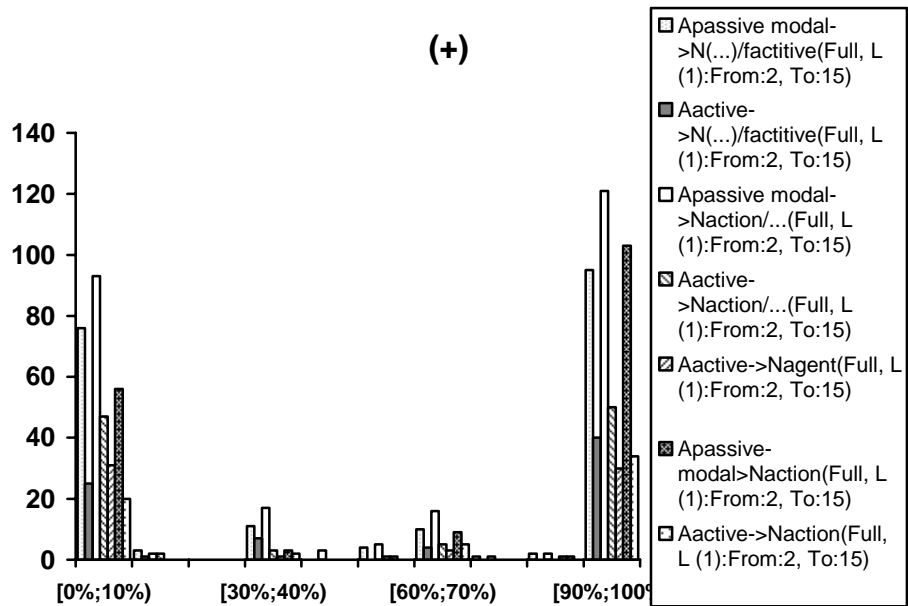 (+)
140
120
100
80
60
40
20
0
[0%;10%)
[30%;40%)
[60%;70%)
[90%;100%
Apassive modal-
>N(...)/factitive(Full, L
(1):From:2, To:15)
Aactive-
>N(...)/factitive(Full, L
(1):From:2, To:15)
Apassive modal-
>Naction/...(Full, L
(1):From:2, To:15)
Aactive-
>Naction/...(Full, L
(1):From:2, To:15)
Aactive->Nagent(Full, L
(1):From:2, To:15)
Apassive-
modal>Naction(Full, L
(1):From:2, To:15)
Aactive->Naction(Full,
L (1):From:2, To:15)